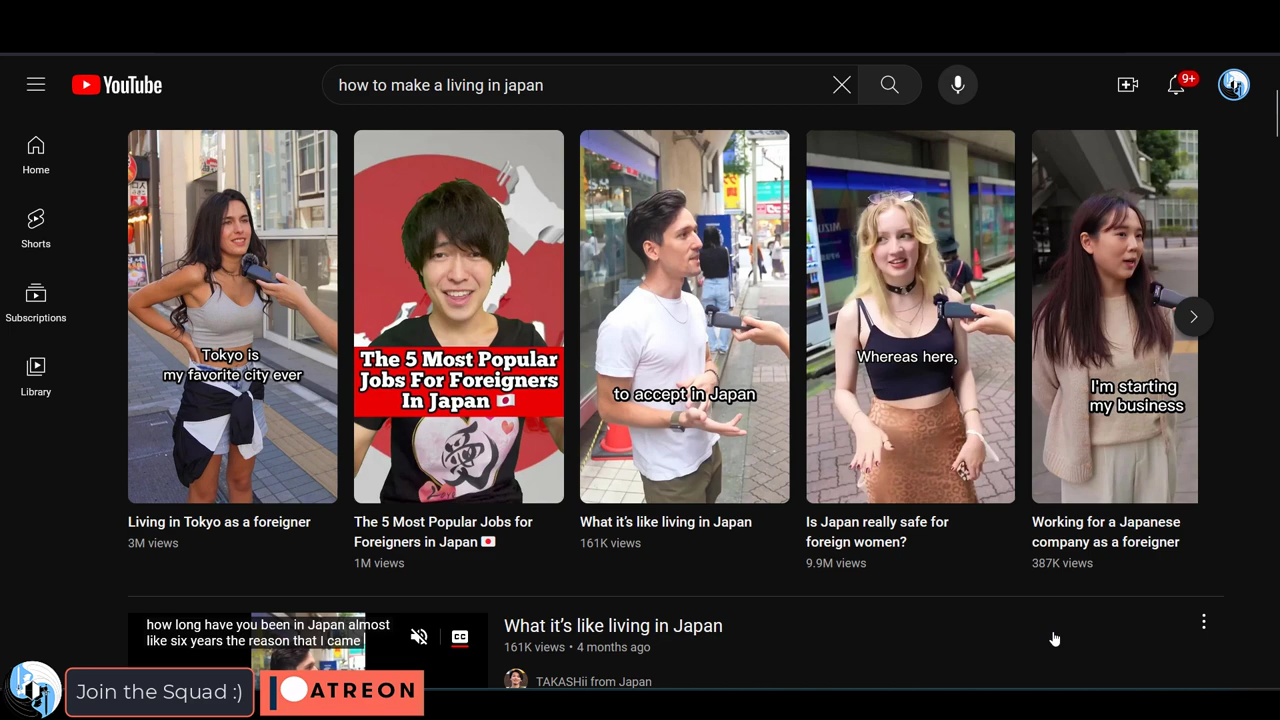 YouTube
how to make a living in japan
9+
Home
Shorts
Subscriptions
Library
Tokyo is
my favorite city ever
The 5 Most Popular
Jobs For Foreigners
In Japan 🇯🇵
愛
to accept in Japan
Whereas here,
I'm starting
my business
Living in Tokyo as a foreigner
3M views
The 5 Most Popular Jobs for
Foreigners in Japan 🇯🇵
1M views
What it’s like living in Japan
161K views
Is Japan really safe for
foreign women?
9.9M views
Working for a Japanese
company as a foreigner
387K views
how long have you been in Japan almost
like six years the reason that I came
CC
What it’s like living in Japan
161K views • 4 months ago
TAKASHii from Japan
Join the Squad :)
PATREON